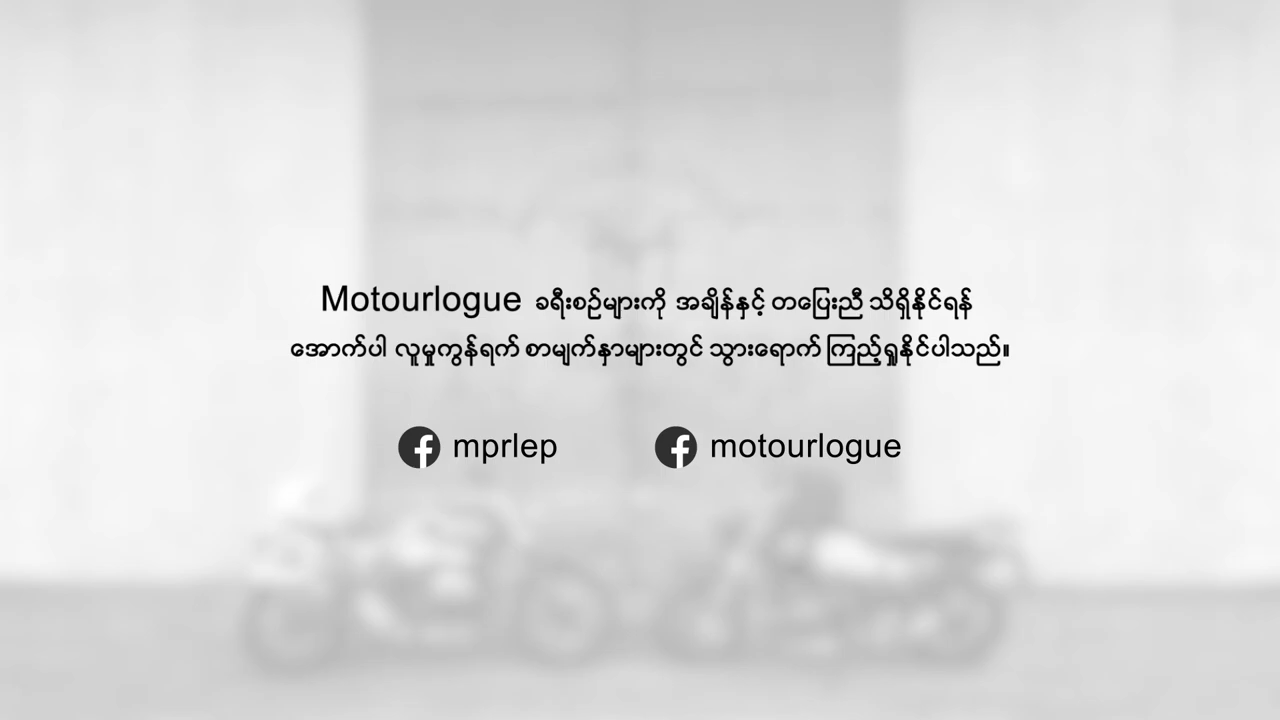 Motourlogue ခရီးစဉ်များကို အချိန်နှင့် တပြေးညီ သိရှိနိုင်ရန်
အောက်ပါ လူမှုကွန်ရက် စာမျက်နှာများတွင် သွားရောက် ကြည့်ရှုနိုင်ပါသည်။
mprlep
motourlogue